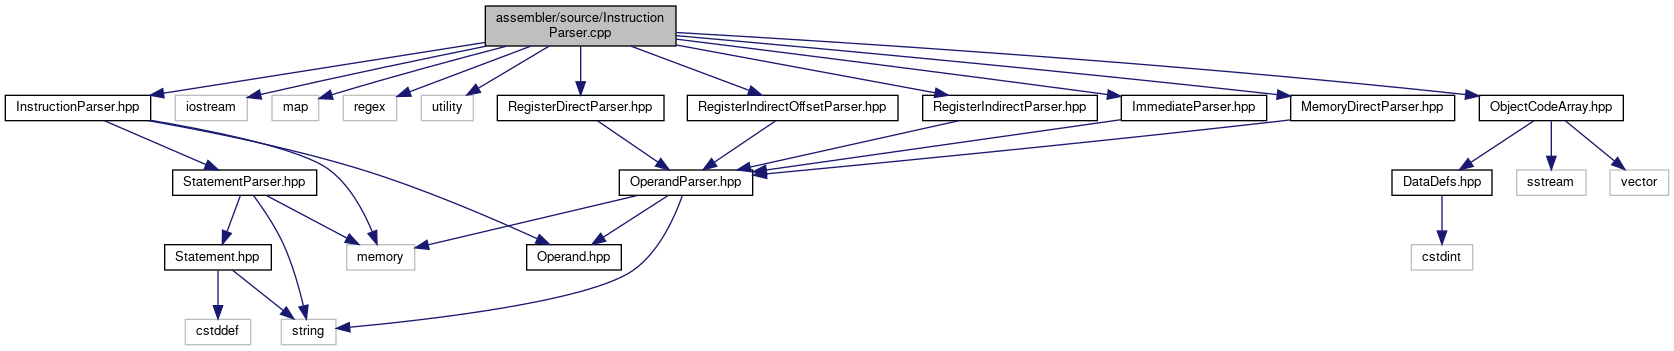 assembler/source/Instruction
Parser.cpp
InstructionParser.hpp
iostream
map
regex
utility
RegisterDirectParser.hpp
RegisterIndirectOffsetParser.hpp
RegisterIndirectParser.hpp
ImmediateParser.hpp
MemoryDirectParser.hpp
ObjectCodeArray.hpp
StatementParser.hpp
OperandParser.hpp
DataDefs.hpp
sstream
vector
Statement.hpp
memory
Operand.hpp
cstdint
cstddef
string